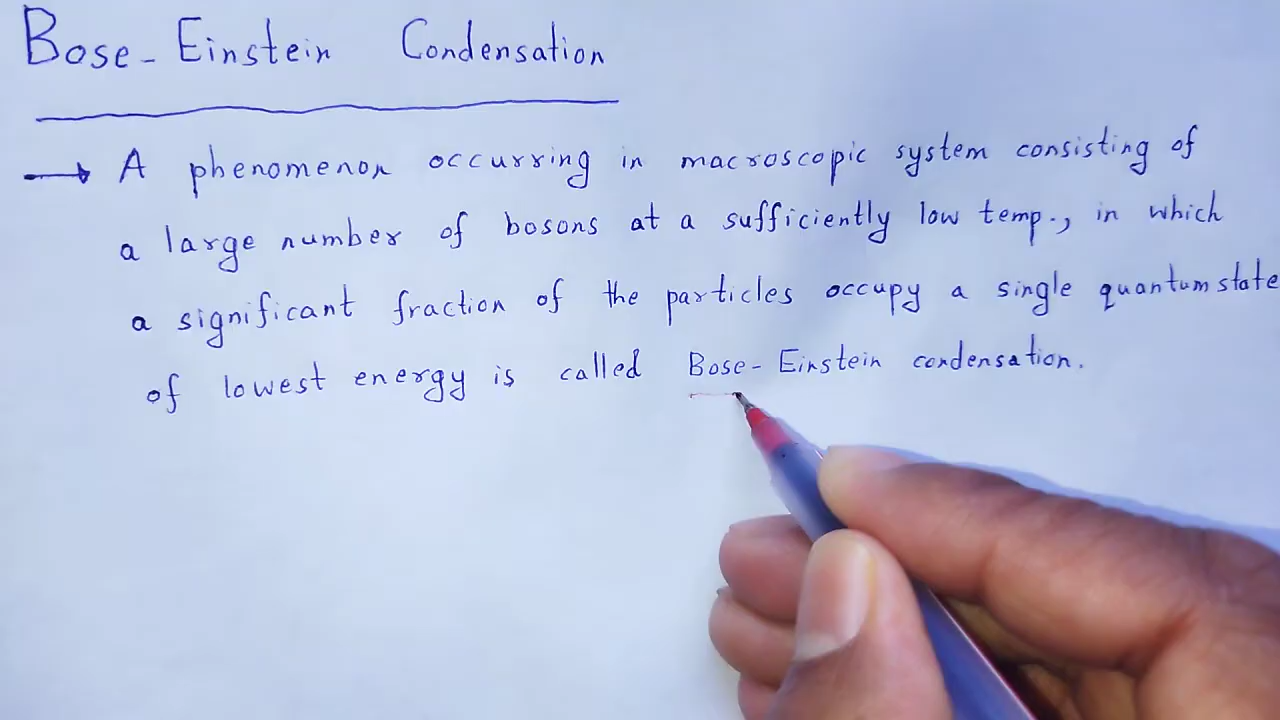 Bose - Einstein Condensation
→ A phenomenon occurring in macroscopic system consisting of
a large number of bosons at a sufficiently low temp., in which
a significant fraction of the particles occupy a single quantum state
of lowest energy is called Bose - Einstein condensation.